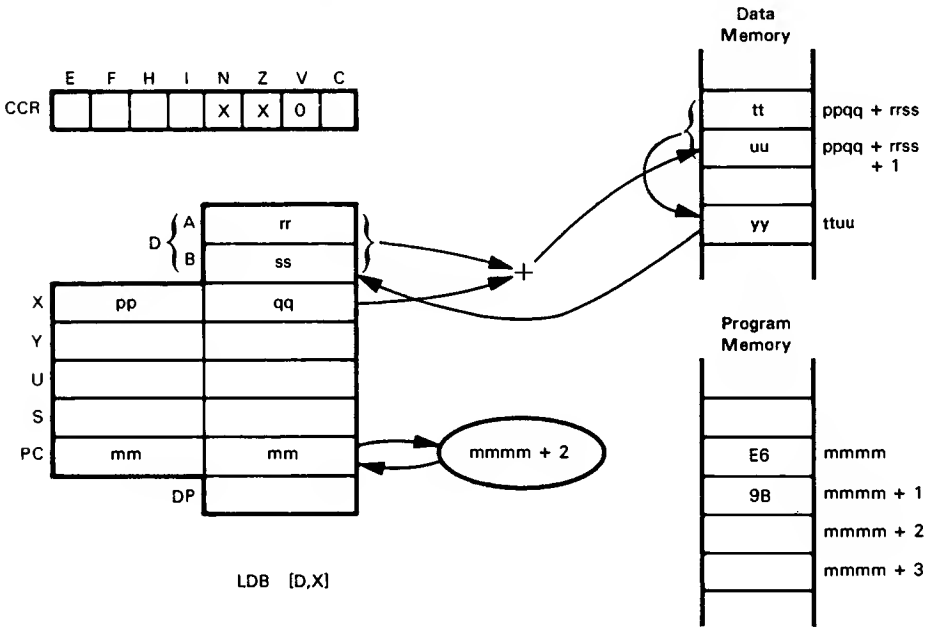 Data
Memory
E F H I N Z V C
CCR X X 0
tt ppqq + rrss
uu ppqq + rrss
+ 1
yy ttuu
D { A rr }
B ss
+
X pp qq
Y
U
S
PC mm mm
mmmm + 2
DP
Program
Memory
E6 mmmm
9B mmmm + 1
mmmm + 2
mmmm + 3
LDB [D,X]